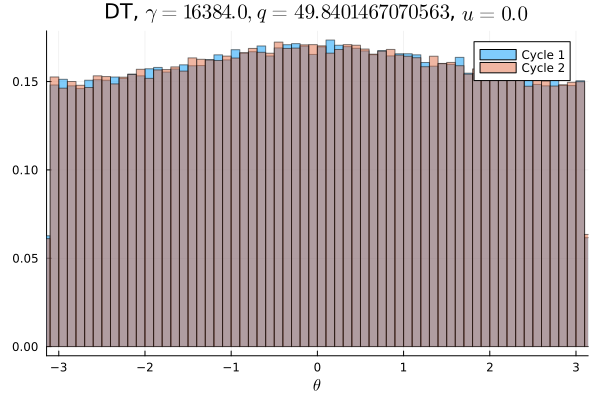 DT, γ = 16384.0, q = 49.8401467070563, u = 0.0
Cycle 1
Cycle 2
0.15
0.10
0.05
0.00
−3 −2 −1 0 1 2 3
θ